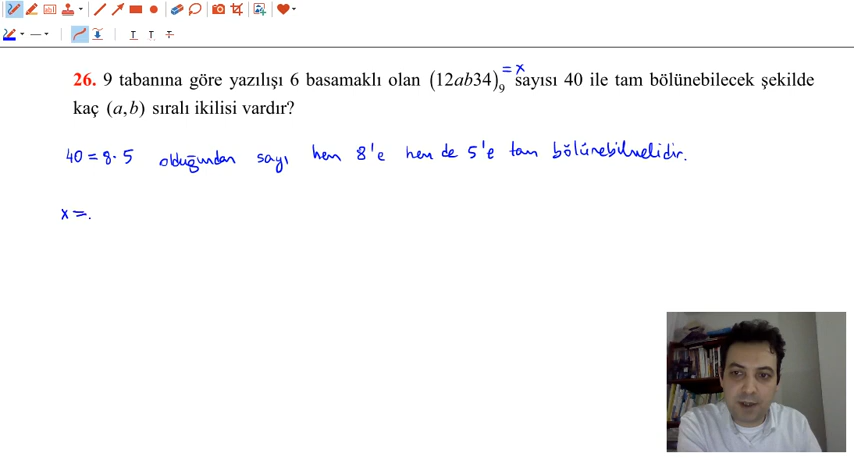 26. 9 tabanına göre yazılışı 6 basamaklı olan (12ab34)₉ = x sayısı 40 ile tam bölünebilecek şekilde
kaç (a,b) sıralı ikilisi vardır?
40 = 8·5 olduğundan sayı hem 8'e hem de 5'e tam bölünebilmelidir.
x =